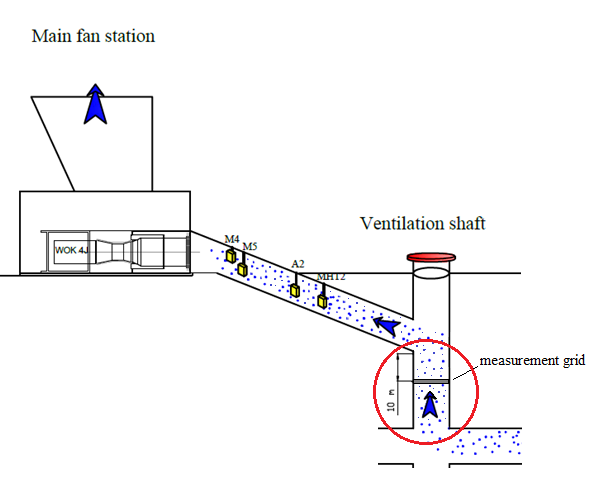 Main fan station
Ventilation shaft
WOK 4J
M4
M5
A2
MH12
measurement grid
10 m